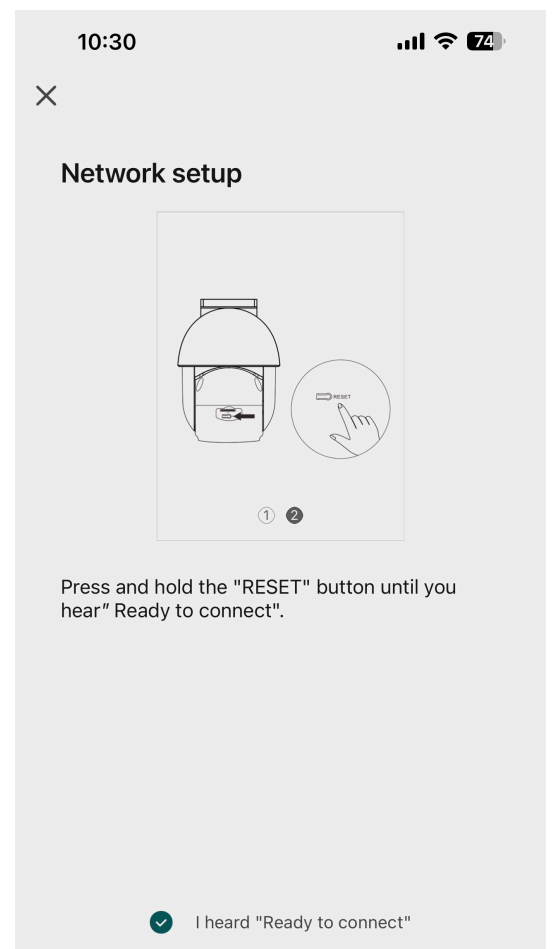 10:30
74
Network setup
RESET
1 2
Press and hold the "RESET" button until you
hear” Ready to connect".
I heard "Ready to connect"